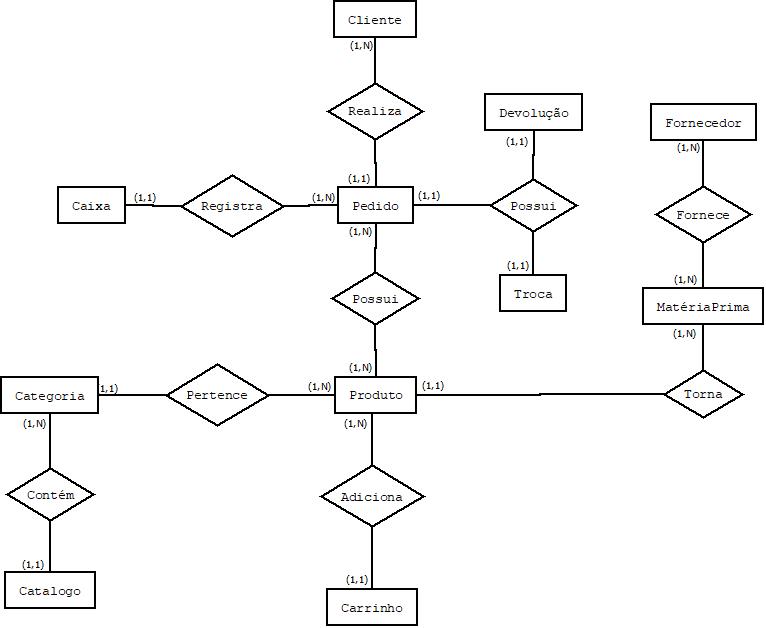 Cliente
(1,N)
Realiza
Devolução
Fornecedor
(1,1)
(1,N)
(1,1)
(1,1)
(1,N)
(1,1)
Caixa
Registra
Pedido
Possui
Fornece
(1,N)
(1,1)
(1,N)
Possui
Troca
MatériaPrima
(1,N)
(1,N)
(1,1)
(1,N)
(1,1)
Categoria
Pertence
Produto
Torna
(1,N)
(1,N)
Contém
Adiciona
(1,1)
(1,1)
Catalogo
Carrinho